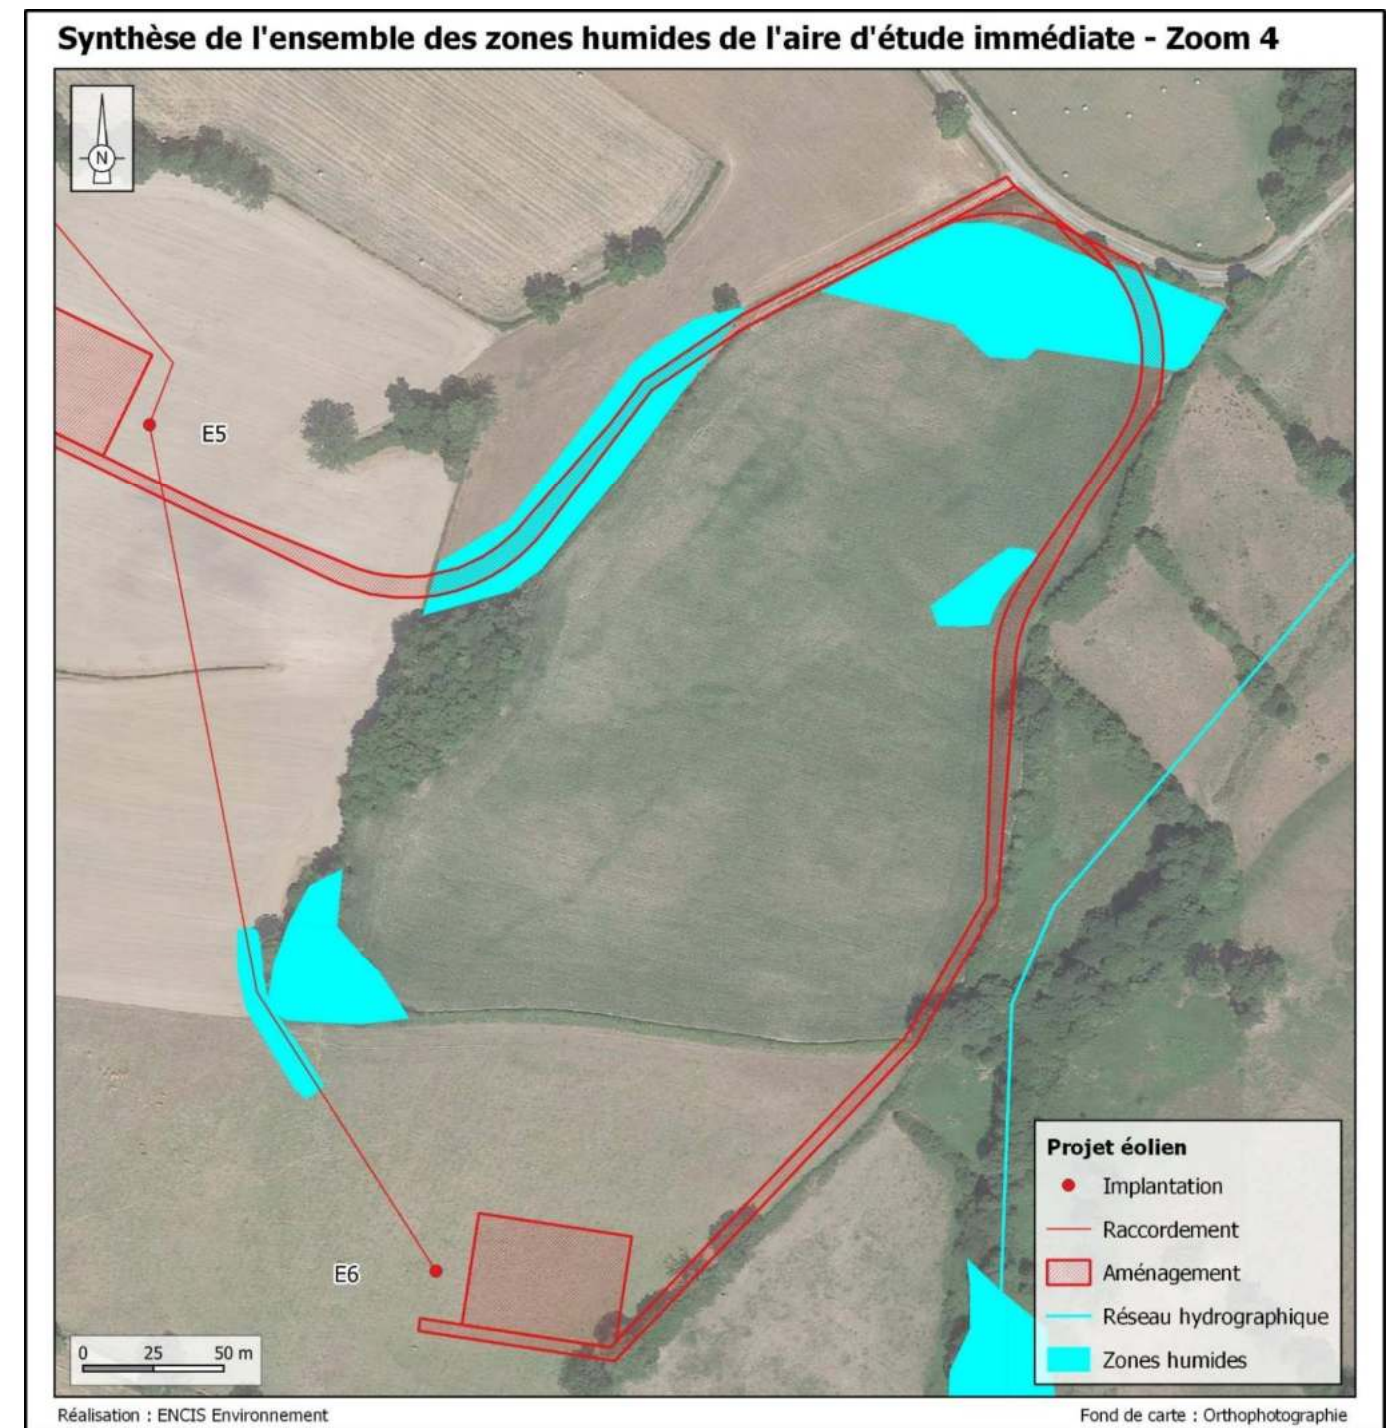 Synthèse de l'ensemble des zones humides de l'aire d'étude immédiate - Zoom 4
N
E5
E6
Projet éolien
Implantation
Raccordement
Aménagement
Réseau hydrographique
Zones humides
0 25 50 m
Réalisation : ENCIS Environnement
Fond de carte : Orthophotographie